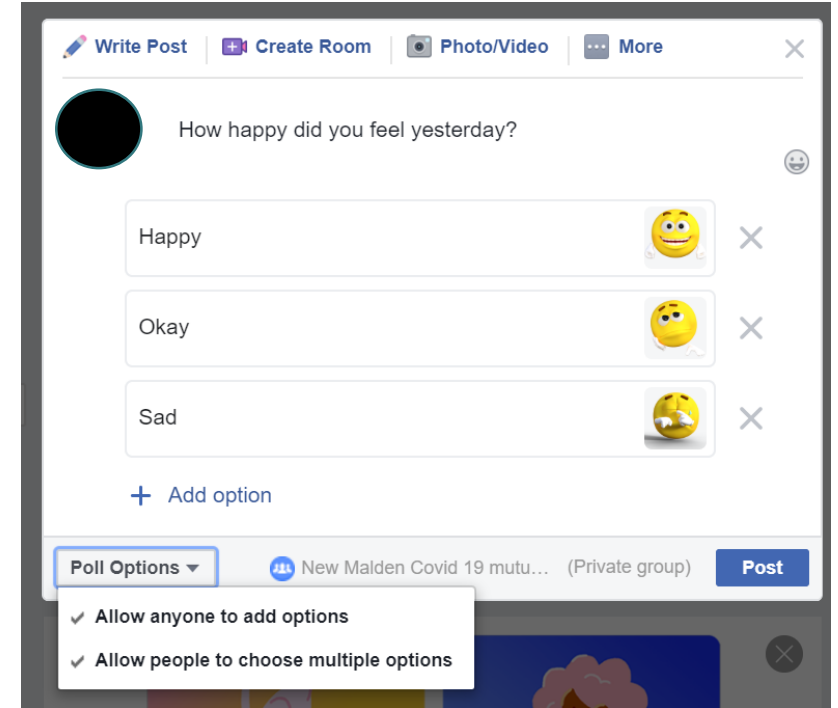 Write Post Create Room Photo/Video More
How happy did you feel yesterday?
Happy
Okay
Sad
+ Add option
Poll Options New Malden Covid 19 mutu… (Private group) Post
Allow anyone to add options
Allow people to choose multiple options